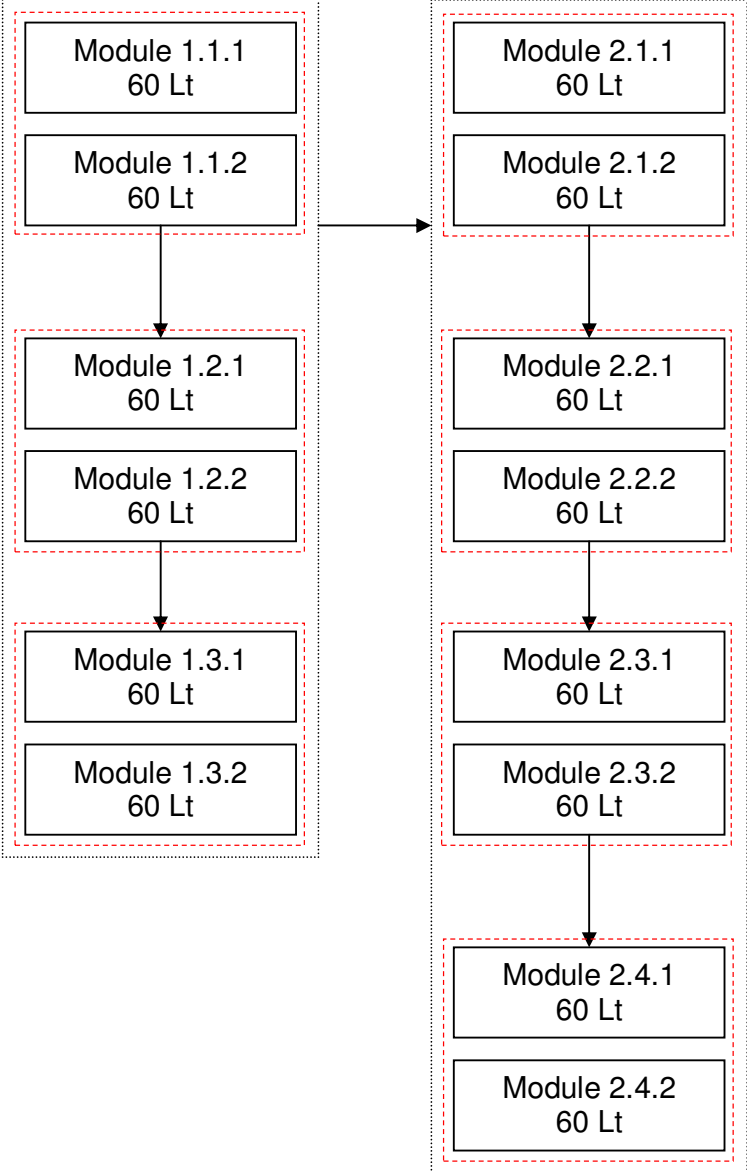 Module 1.1.1
60 Lt
Module 1.1.2
60 Lt
Module 1.2.1
60 Lt
Module 1.2.2
60 Lt
Module 1.3.1
60 Lt
Module 1.3.2
60 Lt
Module 2.1.1
60 Lt
Module 2.1.2
60 Lt
Module 2.2.1
60 Lt
Module 2.2.2
60 Lt
Module 2.3.1
60 Lt
Module 2.3.2
60 Lt
Module 2.4.1
60 Lt
Module 2.4.2
60 Lt